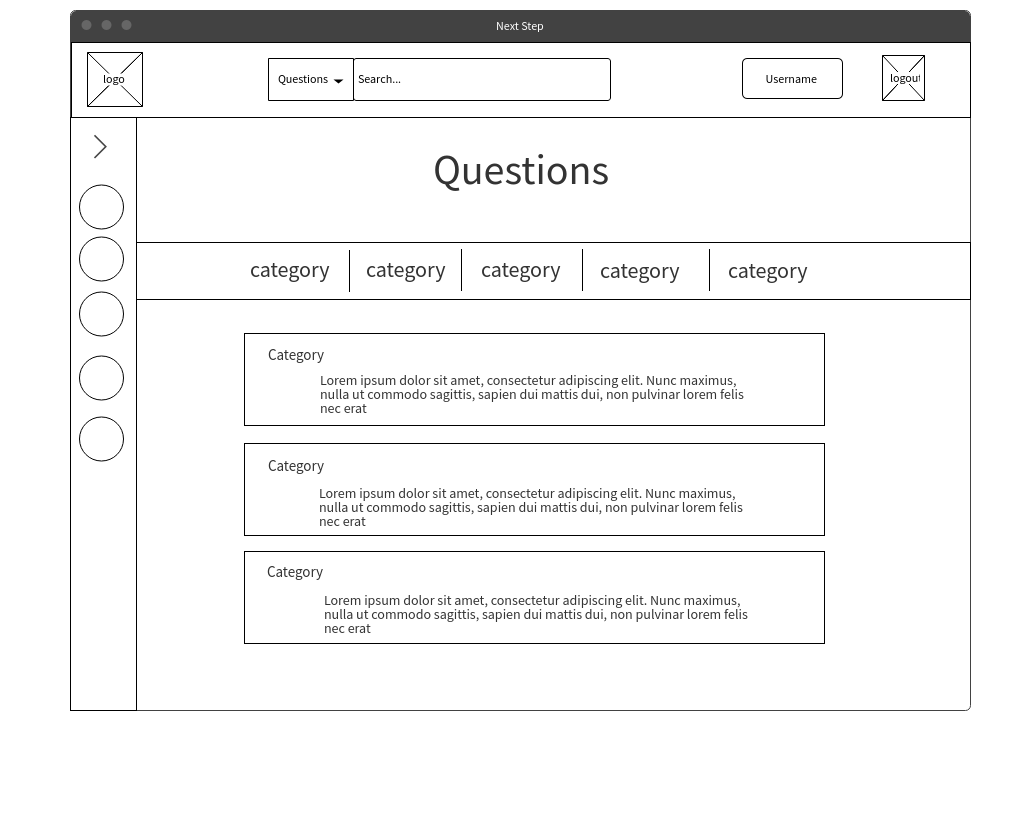 Next Step
logo
Questions
Search...
Username
logout
Questions
category
category
category
category
category
Category
Lorem ipsum dolor sit amet, consectetur adipiscing elit. Nunc maximus,
nulla ut commodo sagittis, sapien dui mattis dui, non pulvinar lorem felis
nec erat
Category
Lorem ipsum dolor sit amet, consectetur adipiscing elit. Nunc maximus,
nulla ut commodo sagittis, sapien dui mattis dui, non pulvinar lorem felis
nec erat
Category
Lorem ipsum dolor sit amet, consectetur adipiscing elit. Nunc maximus,
nulla ut commodo sagittis, sapien dui mattis dui, non pulvinar lorem felis
nec erat